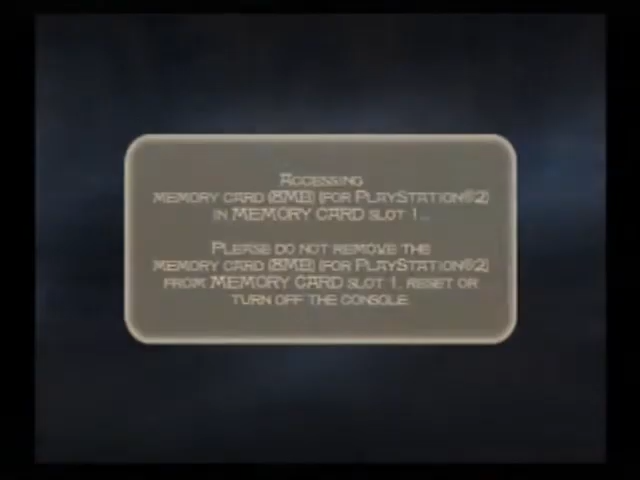 ACCESSING
MEMORY CARD (8MB) (FOR PLAYSTATION®2)
IN MEMORY CARD SLOT 1...
PLEASE DO NOT REMOVE THE
MEMORY CARD (8MB) (FOR PLAYSTATION®2)
FROM MEMORY CARD SLOT 1, RESET OR
TURN OFF THE CONSOLE.